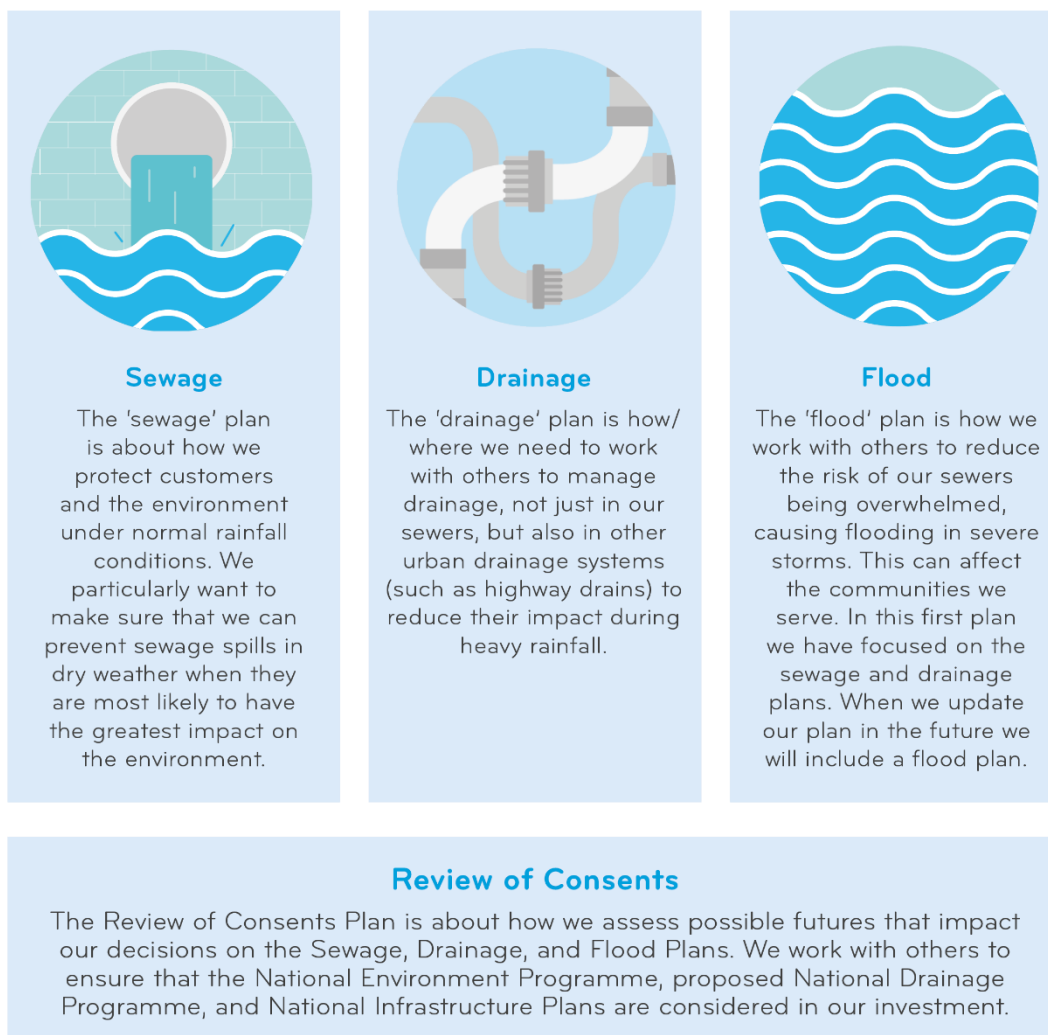 Sewage
The 'sewage' plan
is about how we
protect customers
and the environment
under normal rainfall
conditions. We
particularly want to
make sure that we can
prevent sewage spills in
dry weather when they
are most likely to have
the greatest impact on
the environment.
Drainage
The 'drainage' plan is how/
where we need to work
with others to manage
drainage, not just in our
sewers, but also in other
urban drainage systems
(such as highway drains) to
reduce their impact during
heavy rainfall.
Flood
The 'flood' plan is how we
work with others to reduce
the risk of our sewers
being overwhelmed,
causing flooding in severe
storms. This can affect
the communities we
serve. In this first plan
we have focused on the
sewage and drainage
plans. When we update
our plan in the future we
will include a flood plan.
Review of Consents
The Review of Consents Plan is about how we assess possible futures that impact
our decisions on the Sewage, Drainage, and Flood Plans. We work with others to
ensure that the National Environment Programme, proposed National Drainage
Programme, and National Infrastructure Plans are considered in our investment.